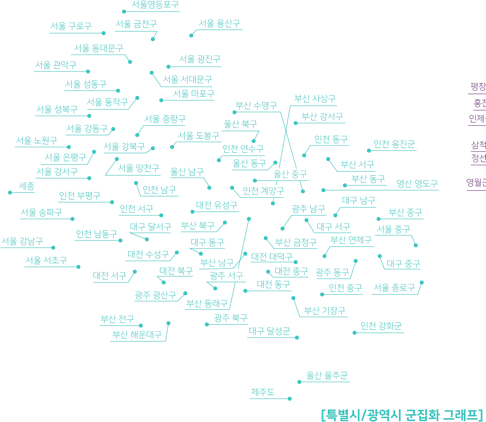 서울영등포구
서울 구로구
서울 금천구
서울 용산구
서울 동대문구
서울 광진구
서울 관악구
서울 서대문구
서울 성동구
서울 마포구
서울 동작구
부산 수영구
부산 사상구
서울 성북구
서울 중랑구
울산 북구
부산 강서구
서울 강동구
서울 도봉구
인천 동구
인천 옹진군
서울 노원구
서울 강북구
인천 연수구
서울 은평구
울산 동구
부산 서구
서울 강서구
서울 양천구
울산 남구
울산 중구
부산 동구
영산 영도구
세종
인천 남구
인천 계양구
인천 부평구
서울 송파구
인천 서구
대전 유성구
광주 남구
대구 남구
부산 중구
대구 달서구
부산 북구
대구 서구
서울 중구
서울 강남구
인천 남동구
대구 동구
부산 금정구
부산 연제구
서울 서초구
대전 수성구
부산 남구
대전 대덕구
광주 동구
대구 중구
대전 서구
대전 북구
광주 서구
대전 중구
대전 동구
인천 중구
서울 종로구
광주 광산구
부산 동래구
부산 기장구
부산 전구
광주 북구
부산 해운대구
대구 달성군
인천 강화군
울산 울주군
제주도
평창
홍천
인제
삼척
정선
영월군
[특별시/광역시 군집화 그래프]